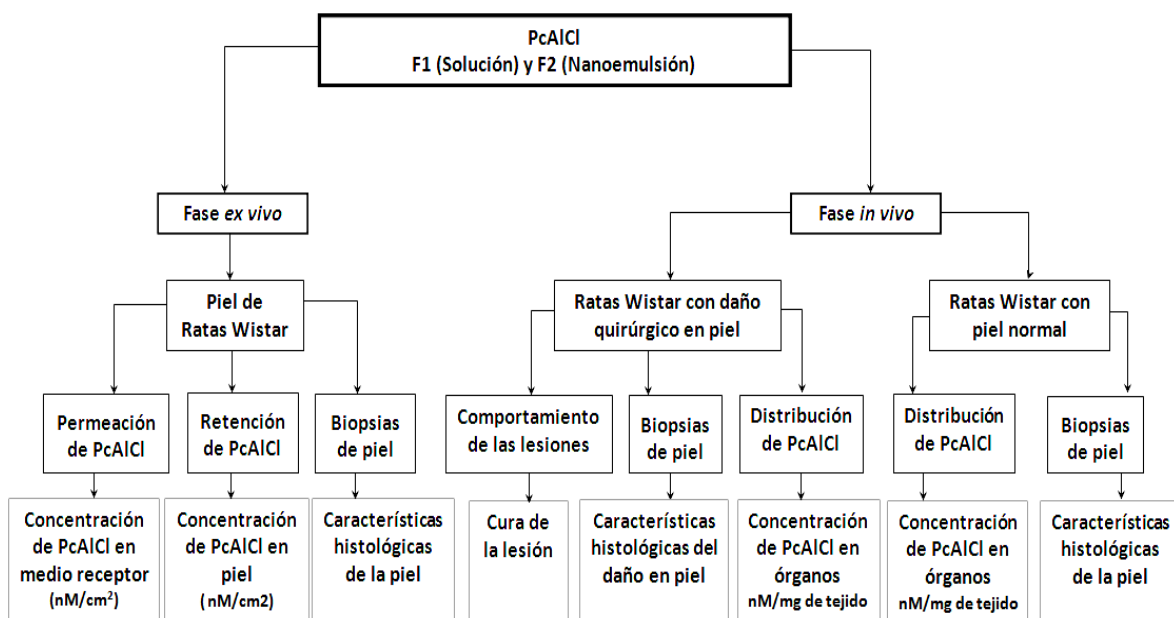 PcAlCl
F1 (Solución) y F2 (Nanoemulsión)
Fase ex vivo
Fase in vivo
Piel de
Ratas Wistar
Ratas Wistar con daño
quirúrgico en piel
Ratas Wistar con
piel normal
Permeación
de PcAlCl
Retención
de PcAlCl
Biopsias
de piel
Comportamiento
de las lesiones
Biopsias
de piel
Distribución
de PcAlCl
Distribución
de PcAlCl
Biopsias
de piel
Concentración
de PcAlCl en
medio receptor
(nM/cm²)
Concentración
de PcAlCl en
piel
( nM/cm2)
Características
histológicas
de la piel
Cura de
la lesión
Características
histológicas del
daño en piel
Concentración
de PcAlCl en
órganos
nM/mg de tejido
Concentración
de PcAlCl en
órganos
nM/mg de tejido
Características
histológicas
de la piel